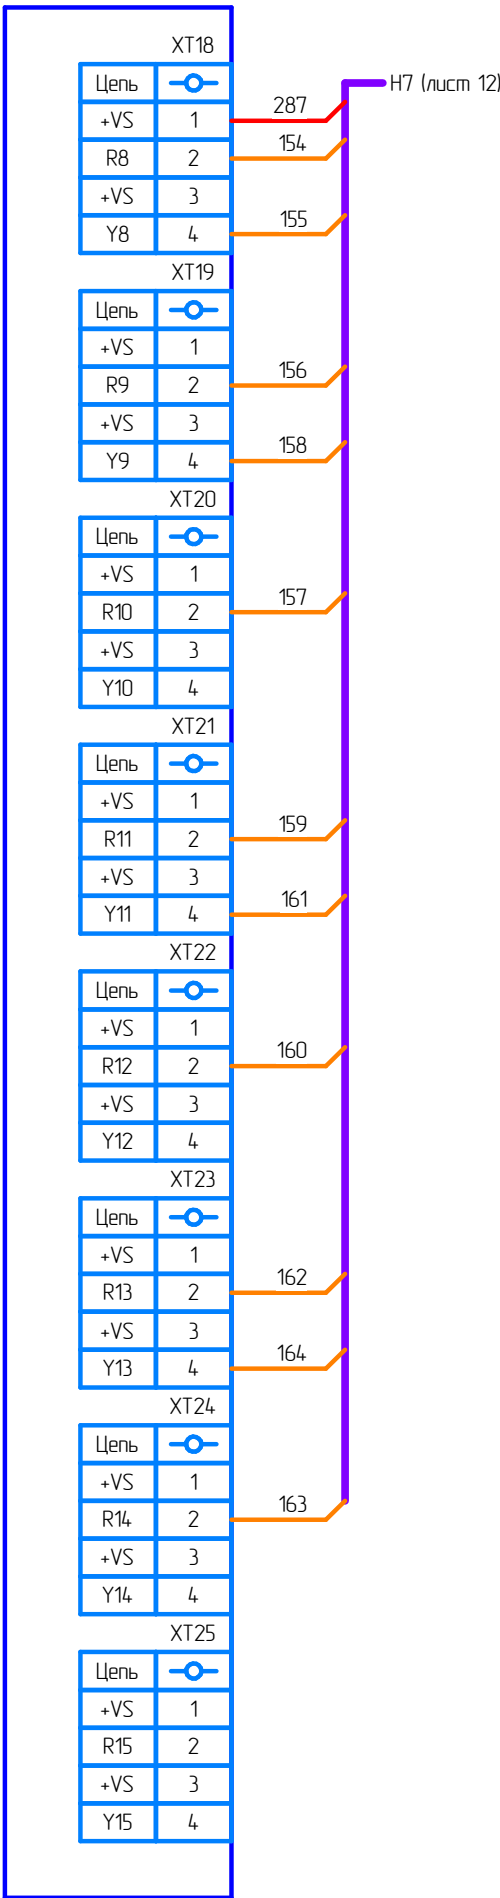 XT18
Цепь
H7 (лист 12)
+VS 1 287
R8 2 154
+VS 3
Y8 4 155
XT19
Цепь
+VS 1
R9 2 156
+VS 3
Y9 4 158
XT20
Цепь
+VS 1
R10 2 157
+VS 3
Y10 4
XT21
Цепь
+VS 1
R11 2 159
+VS 3
Y11 4 161
XT22
Цепь
+VS 1
R12 2 160
+VS 3
Y12 4
XT23
Цепь
+VS 1
R13 2 162
+VS 3
Y13 4 164
XT24
Цепь
+VS 1
R14 2 163
+VS 3
Y14 4
XT25
Цепь
+VS 1
R15 2
+VS 3
Y15 4